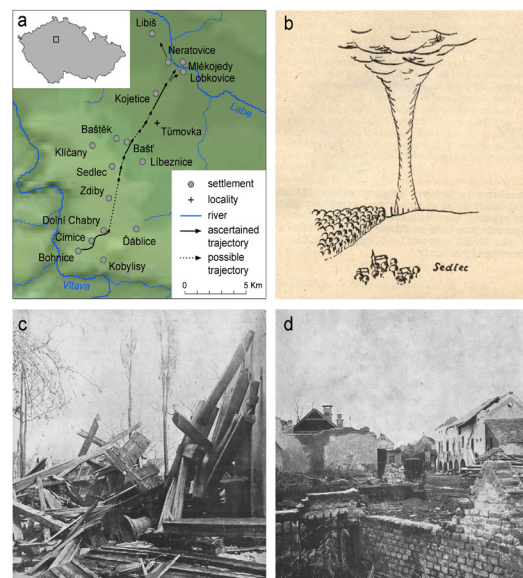 a
Libiš
Neratovice
Mlékojedy
Lobkovice
Kojetice
Labe
Tůmovka
Baštěk
Klíčany
Bašť
Líbeznice
Sedlec
Zdiby
Dolní Chabry
Čimice
Ďáblice
Bohnice
Kobylisy
Vltava
settlement
locality
river
ascertained
trajectory
possible
trajectory
0
5 Km
b
Sedlec
c
d